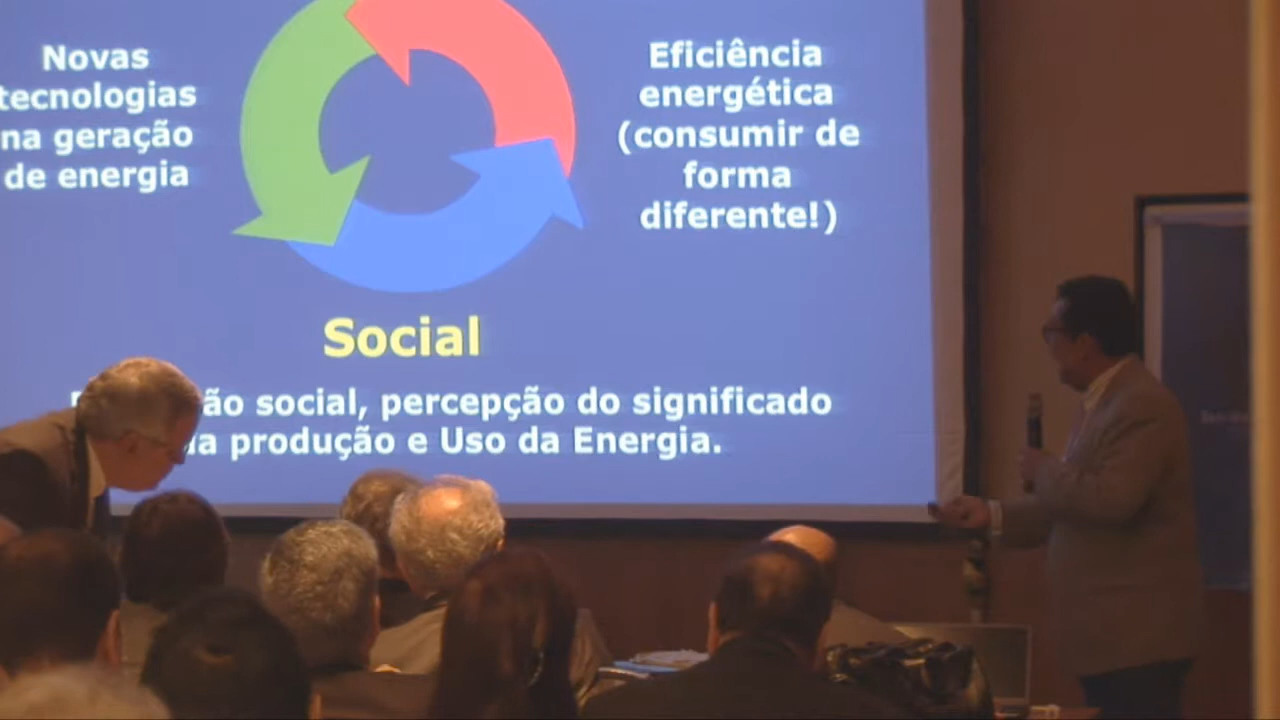 Novas
tecnologias
na geração
de energia
Eficiência
energética
(consumir de
forma
diferente!)
Social
social, percepção do significado
produção e Uso da Energia.